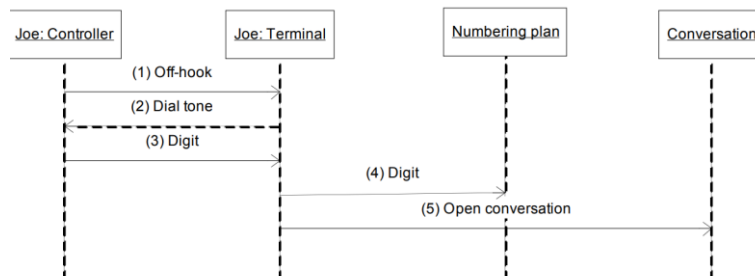 Joe: Controller
Joe: Terminal
Numbering plan
Conversation
(1) Off-hook
(2) Dial tone
(3) Digit
(4) Digit
(5) Open conversation